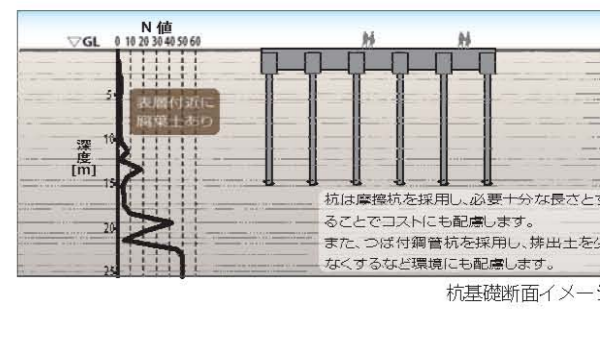 N 値
▽GL 0 10 20 30 40 50 60
5
表層付近に
腐葉土あり
10
深度
[m]
15
杭は摩擦杭を採用し、必要十分な長さとす
ることでコストにも配慮します。
20
また、つば付鋼管杭を採用し、排出土を少
なくするなど環境にも配慮します。
25
杭基礎断面イメー